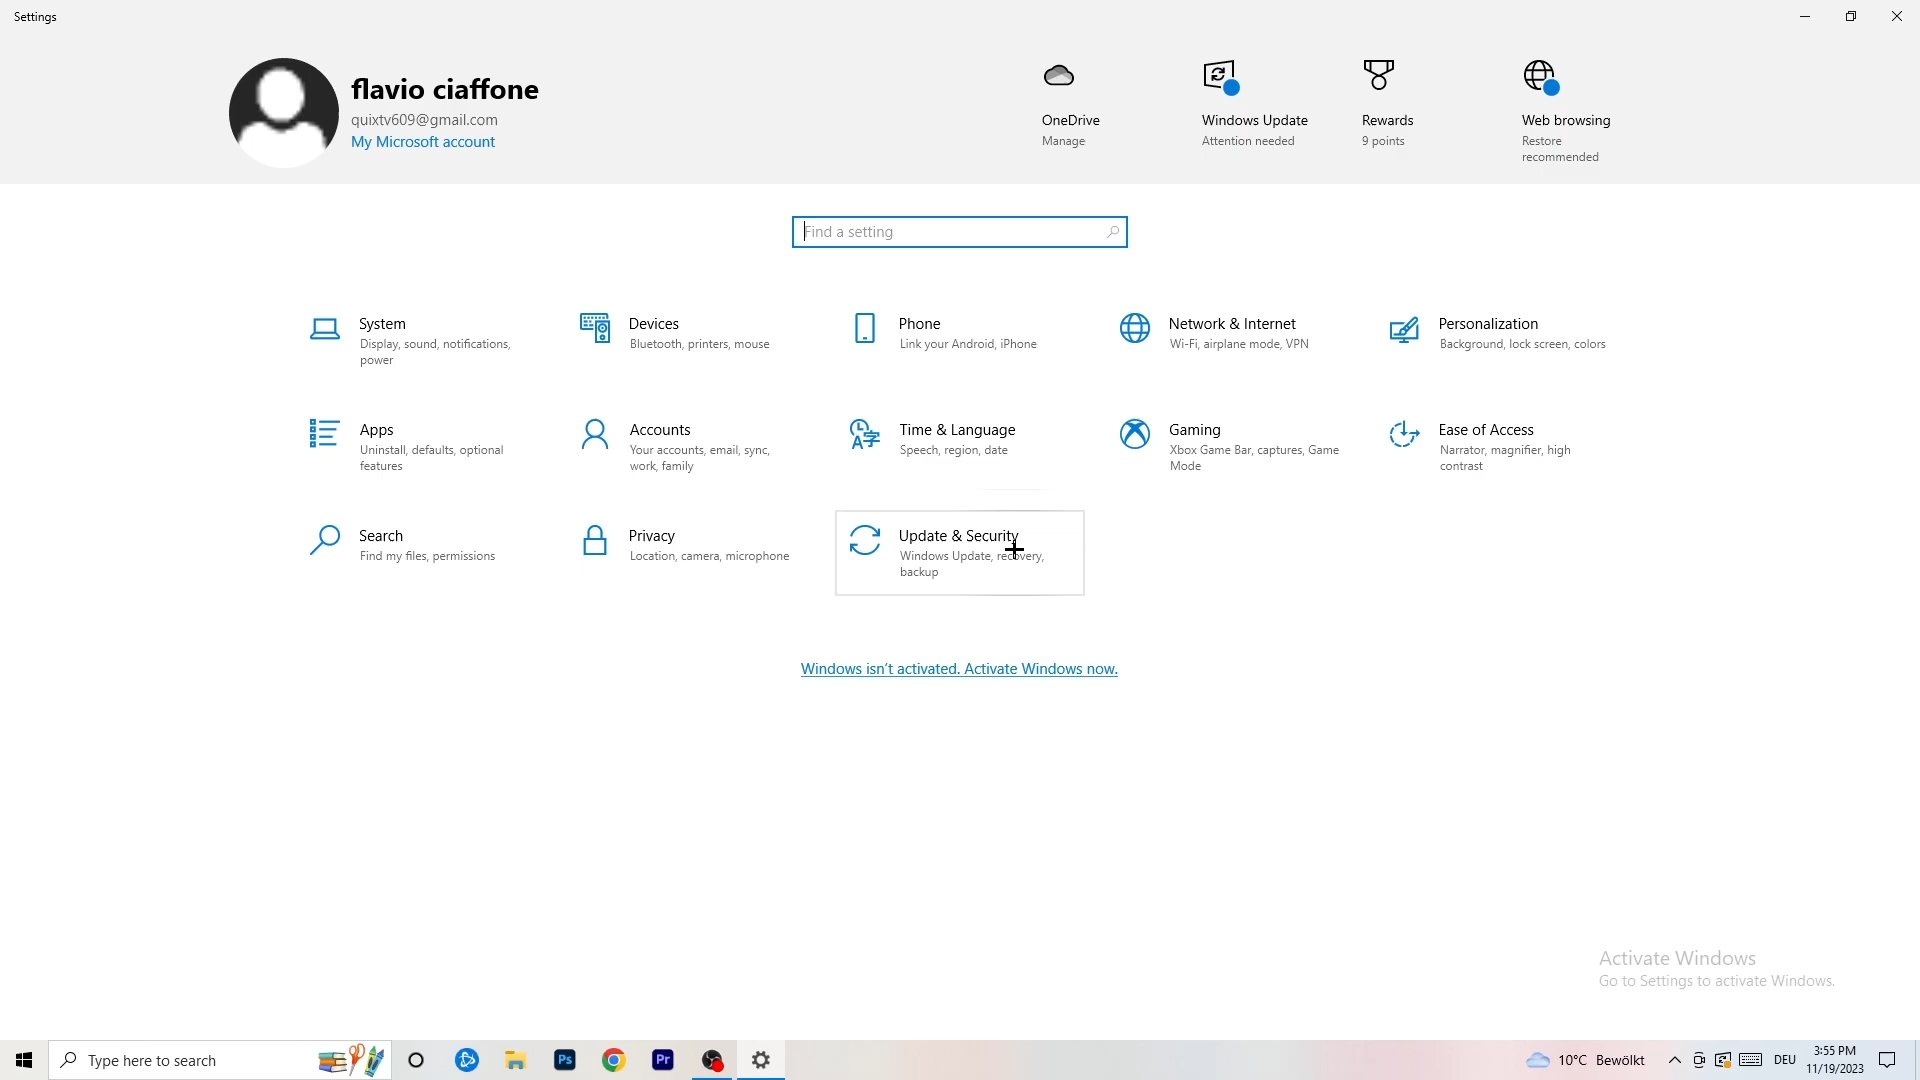 Settings
flavio ciaffone
quixtv609@gmail.com
My Microsoft account
OneDrive
Manage
Windows Update
Attention needed
Rewards
9 points
Web browsing
Restore
recommended
Find a setting
System
Display, sound, notifications,
power
Devices
Bluetooth, printers, mouse
Phone
Link your Android, iPhone
Network & Internet
Wi-Fi, airplane mode, VPN
Personalization
Background, lock screen, colors
Apps
Uninstall, defaults, optional
features
Accounts
Your accounts, email, sync,
work, family
Time & Language
Speech, region, date
Gaming
Xbox Game Bar, captures, Game
Mode
Ease of Access
Narrator, magnifier, high
contrast
Search
Find my files, permissions
Privacy
Location, camera, microphone
Update & Security
Windows Update, recovery,
backup
Windows isn't activated. Activate Windows now.
Activate Windows
Go to Settings to activate Windows.
Type here to search
Ps
Pr
10°C Bewölkt
DEU
3:55 PM
11/19/2023